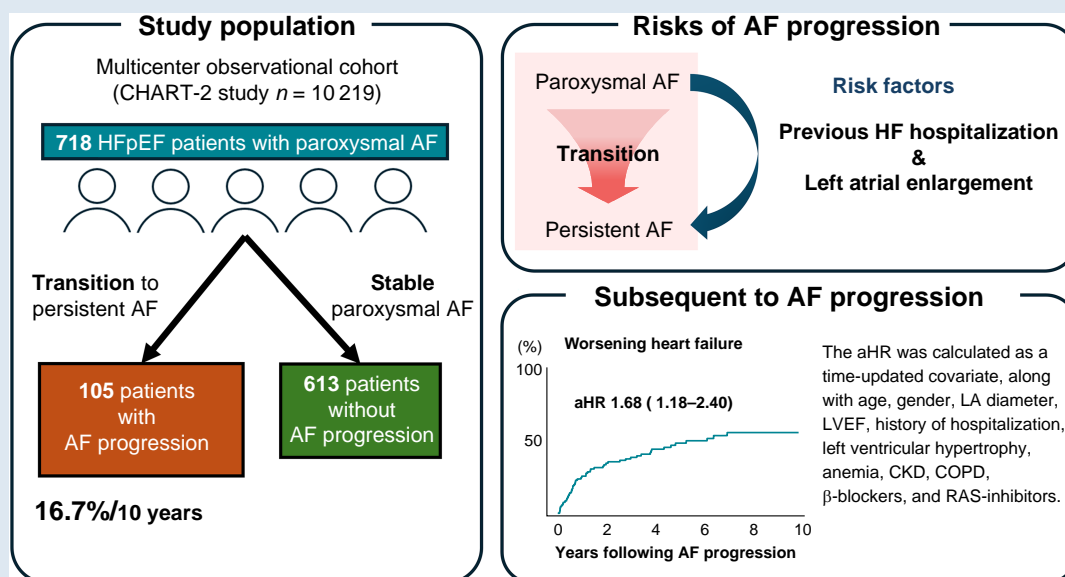 Study population
Multicenter observational cohort
(CHART-2 study n = 10 219)
718 HFpEF patients with paroxysmal AF
Transition to
persistent AF
Stable
paroxysmal AF
105 patients
with
AF progression
613 patients
without
AF progression
16.7%/10 years
Risks of AF progression
Paroxysmal AF
Transition
Persistent AF
Risk factors
Previous HF hospitalization
&
Left atrial enlargement
Subsequent to AF progression
(%)
Worsening heart failure
100
aHR 1.68 ( 1.18–2.40)
50
0 2 4 6 8 10
Years following AF progression
The aHR was calculated as a
time-updated covariate, along
with age, gender, LA diameter,
LVEF, history of hospitalization,
left ventricular hypertrophy,
anemia, CKD, COPD,
β-blockers, and RAS-inhibitors.